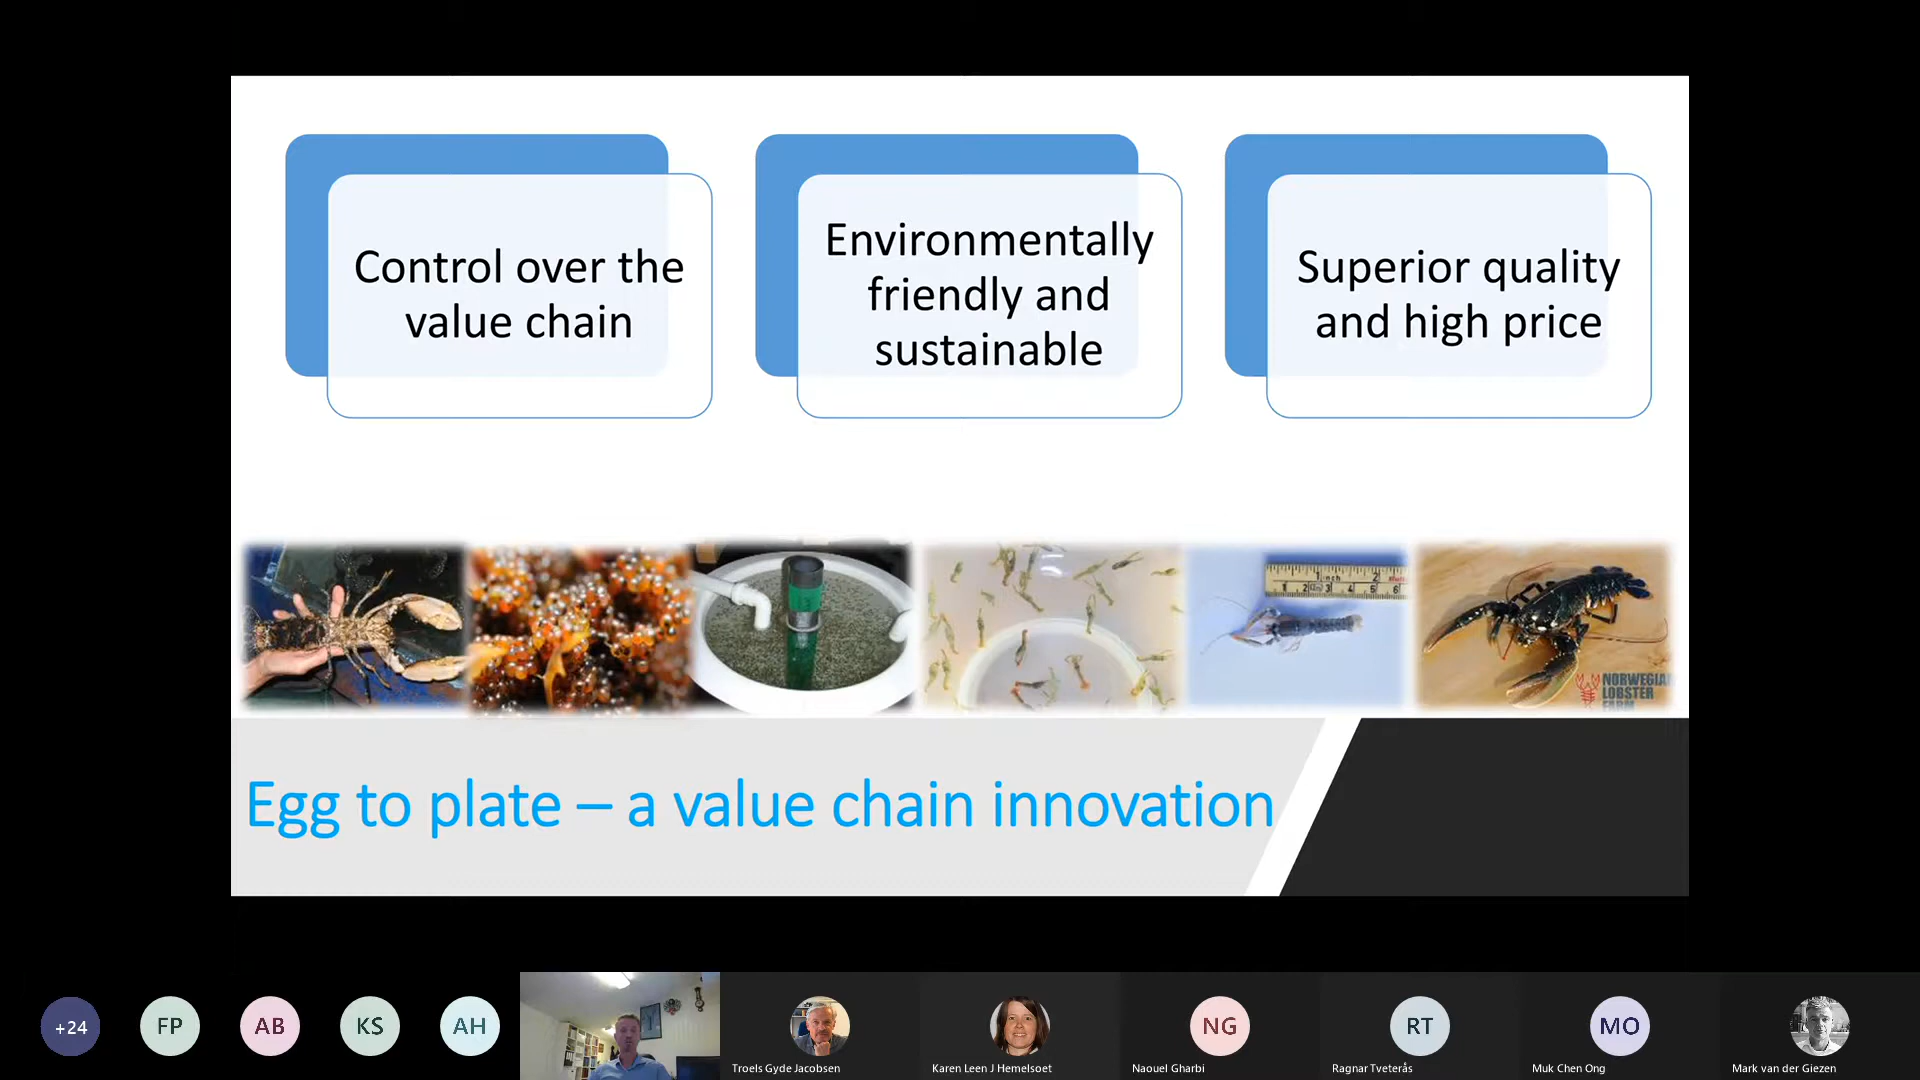 Control over the
value chain
Environmentally
friendly and
sustainable
Superior quality
and high price
NORWEGIAN
LOBSTER
FARM
Egg to plate – a value chain innovation
+24
FP
AB
KS
AH
NG
RT
MO
Troels Gyde Jacobsen
Karen Leen J Hemelsoet
Naouel Gharbi
Ragnar Tveterås
Muk Chen Ong
Mark van der Giezen